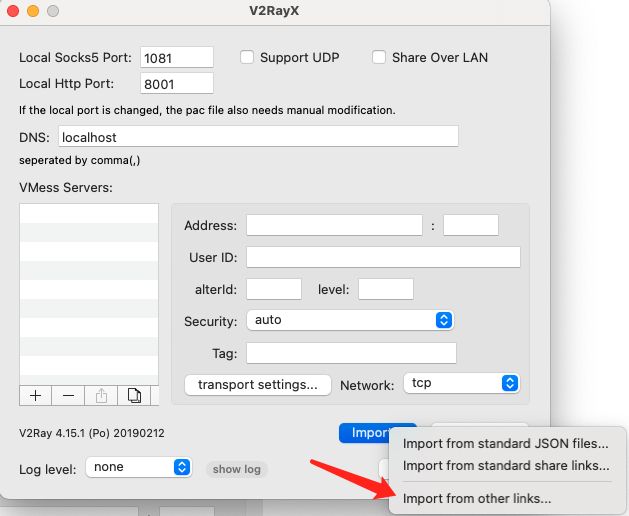 V2RayX
Local Socks5 Port: 1081 Support UDP Share Over LAN
Local Http Port: 8001
If the local port is changed, the pac file also needs manual modification.
DNS: localhost
seperated by comma(,)
VMess Servers:
Address: :
User ID:
alterId: level:
Security: auto
Tag:
transport settings... Network: tcp
V2Ray 4.15.1 (Po) 20190212 Import
Import from standard JSON files...
Import from standard share links...
Log level: none show log
Import from other links...